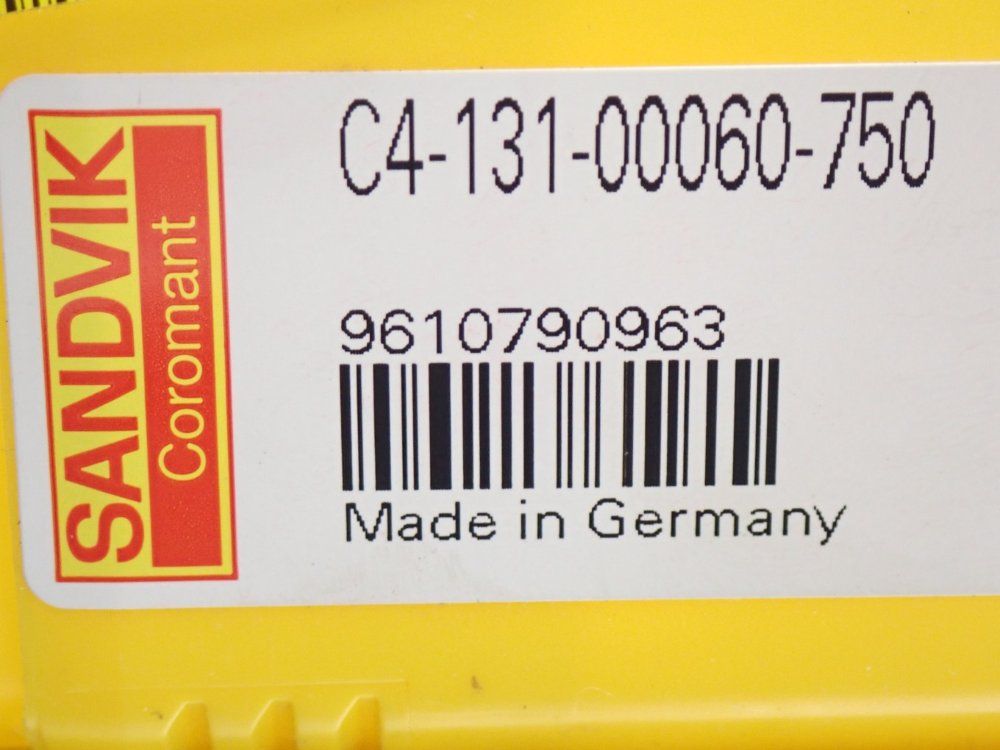 SANDVIK
Coromant
C4-131-00060-750
9610790963
Made in Germany